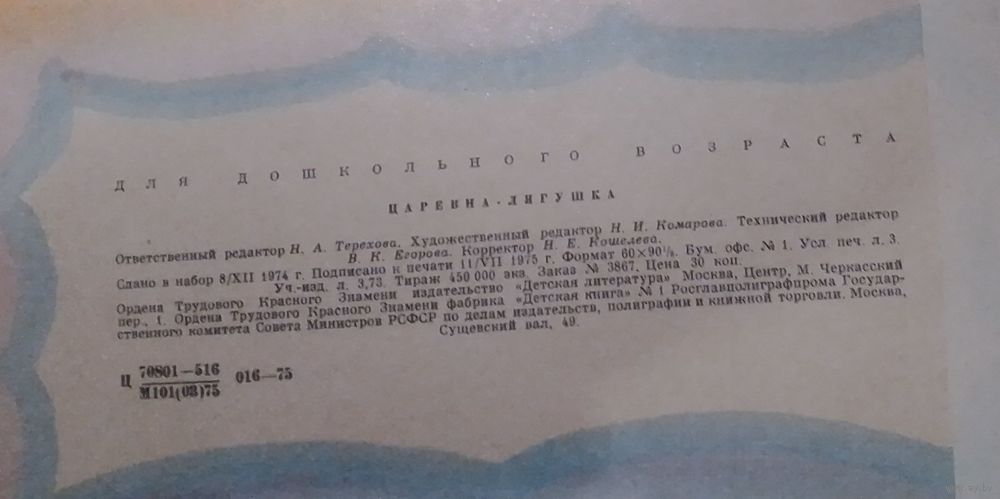 ДЛЯ ДОШКОЛЬНОГО ВОЗРАСТА
ЦАРЕВНА-ЛЯГУШКА
Ответственный редактор Н. А. Терехова. Художественный редактор Н. И. Комарова. Технический редактор
В. К. Егорова. Корректор Н. Е. Кошелева.
Сдано в набор 8/XII 1974 г. Подписано к печати 11/VII 1975 г. Формат 60×90⅛. Бум. офс. № 1. Усл. печ. л. 3.
Уч.-изд. л. 3,73. Тираж 450 000 экз. Заказ № 3867. Цена 30 коп.
Ордена Трудового Красного Знамени издательство «Детская литература» Москва, Центр, М. Черкасский
пер., 1. Ордена Трудового Красного Знамени фабрика «Детская книга» № 1 Росглавполиграфпрома Государ-
ственного комитета Совета Министров РСФСР по делам издательств, полиграфии и книжной торговли. Москва,
Сущевский вал, 49.
Ц 70801—516 016—75
М101(03)75